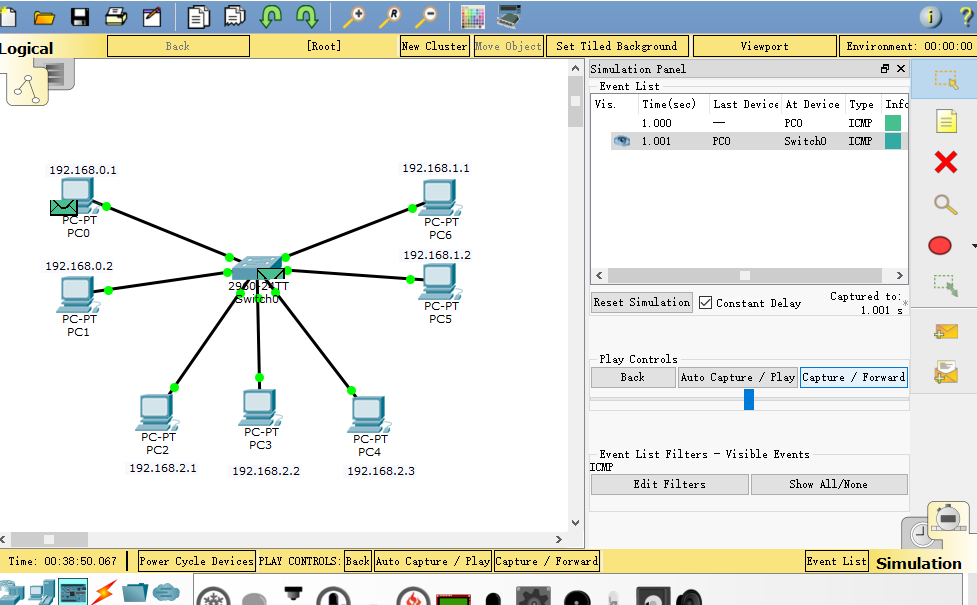 Logical
Back
[Root]
New Cluster
Move Object
Set Tiled Background
Viewport
Environment: 00:00:00
Simulation Panel
Event List
Vis. Time(sec) Last Device At Device Type Info
1.000 -- PC0 ICMP
1.001 PC0 Switch0 ICMP
192.168.0.1
PC-PT
PC0
192.168.1.1
PC-PT
PC6
192.168.0.2
PC-PT
PC1
192.168.1.2
PC-PT
PC5
2960-24TT
Switch0
PC-PT
PC2
192.168.2.1
PC-PT
PC3
192.168.2.2
PC-PT
PC4
192.168.2.3
Reset Simulation
Constant Delay
Captured to:
1.001 s
Play Controls
Back
Auto Capture / Play
Capture / Forward
Event List Filters - Visible Events
ICMP
Edit Filters
Show All/None
Time: 00:38:50.067
Power Cycle Devices
PLAY CONTROLS:
Back
Auto Capture / Play
Capture / Forward
Event List
Simulation